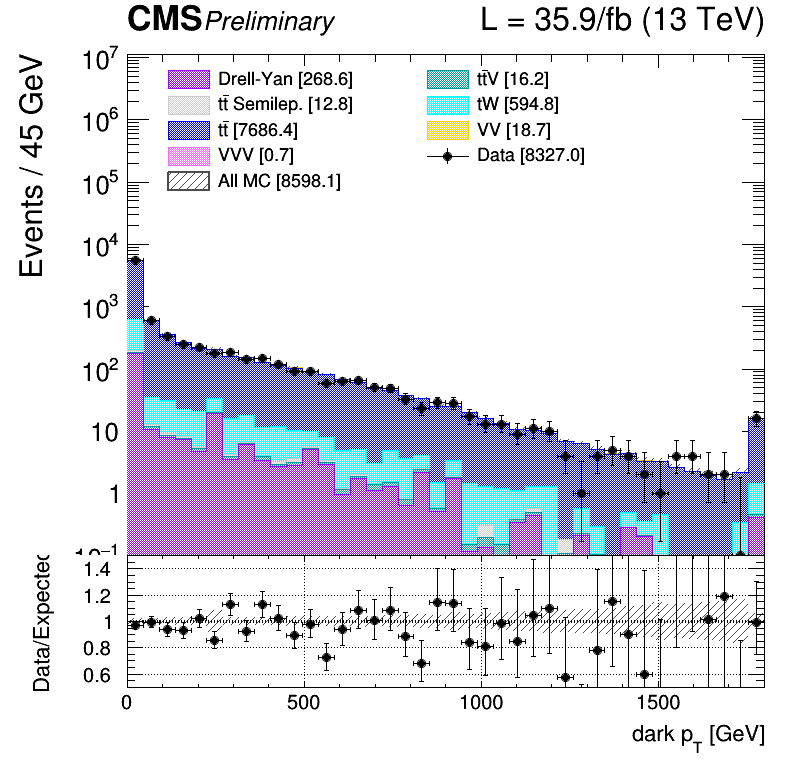 CMS Preliminary L = 35.9/fb (13 TeV)
Events / 45 GeV
10⁷
10⁶
10⁵
10⁴
10³
10²
10
1
10⁻¹
Drell-Yan [268.6]
tt̄ Semilep. [12.8]
tt̄ [7686.4]
VVV [0.7]
All MC [8598.1]
tt̄V [16.2]
tW [594.8]
VV [18.7]
Data [8327.0]
Data/Expected
1.4
1.2
1
0.8
0.6
0 500 1000 1500
dark p_T [GeV]